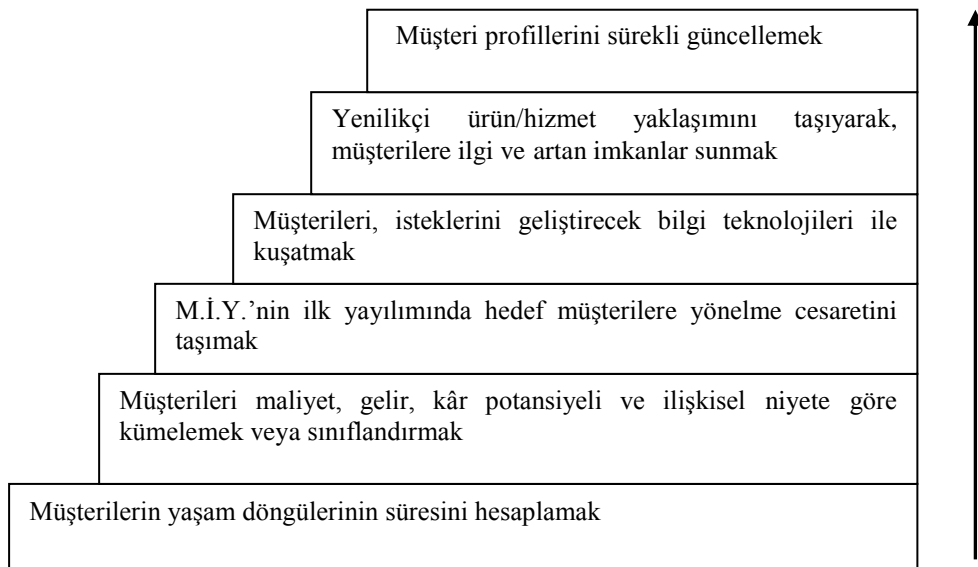 Müşteri profillerini sürekli güncellemek
Yenilikçi ürün/hizmet yaklaşımını taşıyarak,
müşterilere ilgi ve artan imkanlar sunmak
Müşterileri, isteklerini geliştirecek bilgi teknolojileri ile
kuşatmak
M.İ.Y.’nin ilk yayılımında hedef müşterilere yönelme cesaretini
taşımak
Müşterileri maliyet, gelir, kâr potansiyeli ve ilişkisel niyete göre
kümelemek veya sınıflandırmak
Müşterilerin yaşam döngülerinin süresini hesaplamak